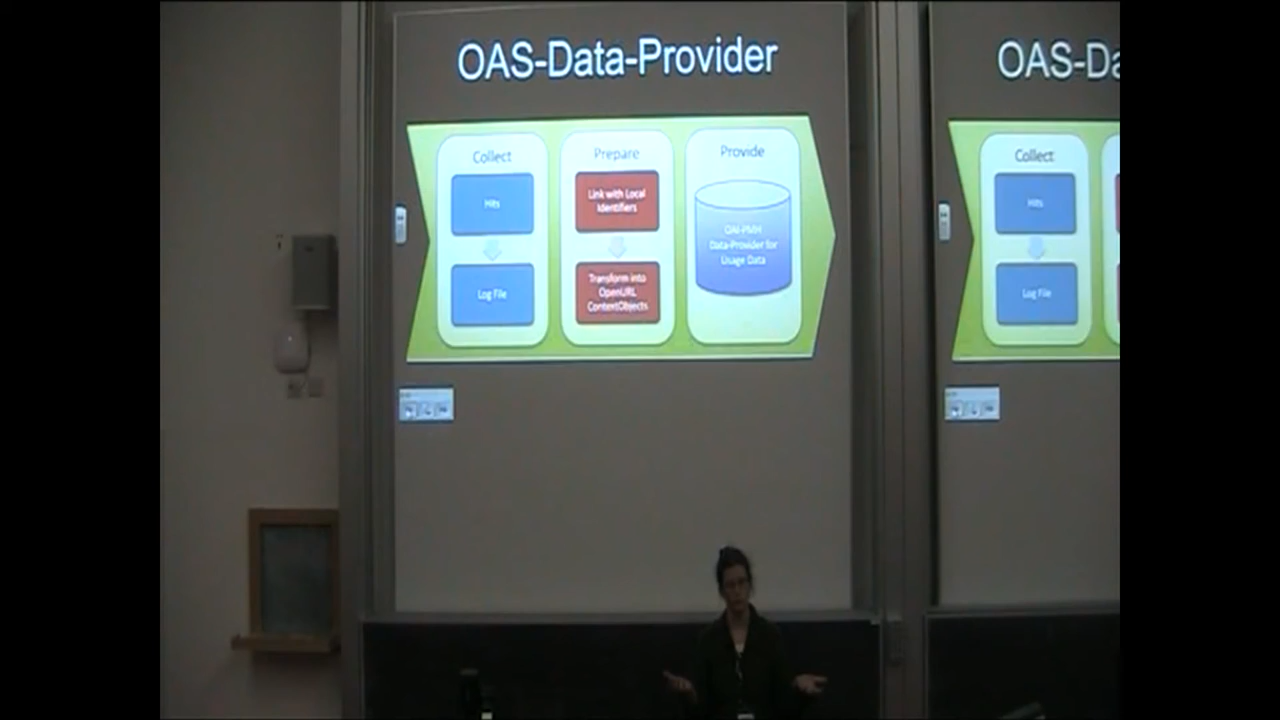 OAS-Data-Provider
Collect
Hits
Log File
Prepare
Link with Local
Identifiers
Transform into
OpenURL
ContextObjects
Provide
OAI-PMH
Data-Provider for
Usage Data
OAS-Da
Collect
Hits
Log File